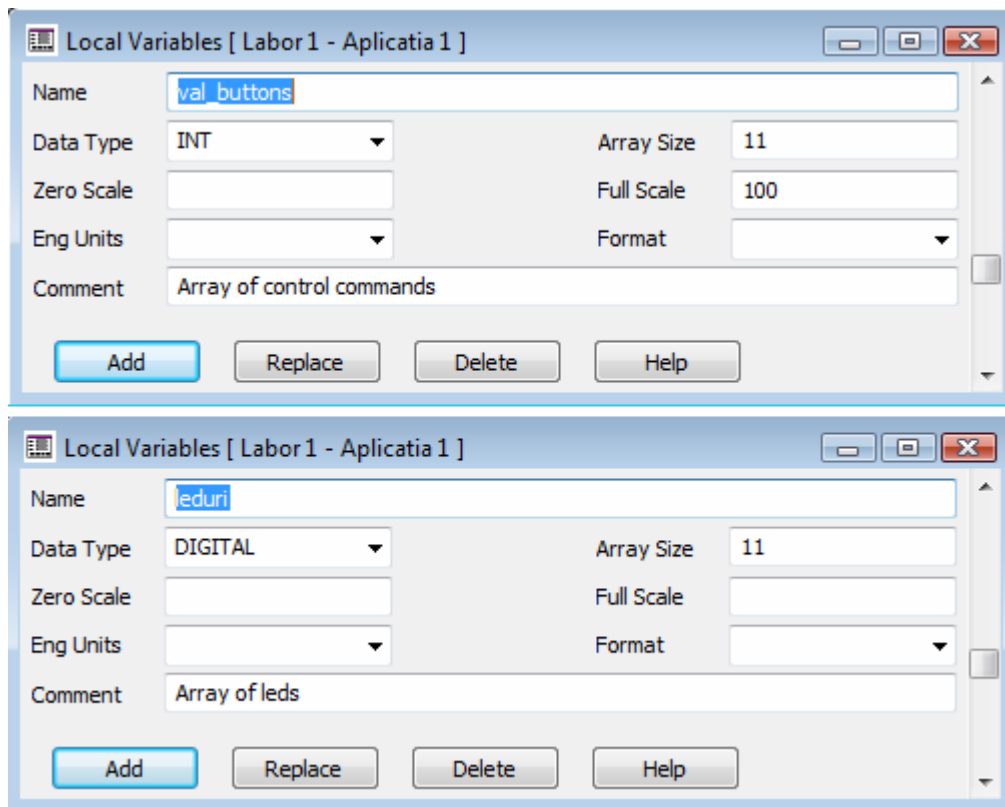 Local Variables [ Labor 1 - Aplicatia 1 ]
Name val_buttons
Data Type INT Array Size 11
Zero Scale Full Scale 100
Eng Units Format
Comment Array of control commands
Add Replace Delete Help
Local Variables [ Labor 1 - Aplicatia 1 ]
Name leduri
Data Type DIGITAL Array Size 11
Zero Scale Full Scale
Eng Units Format
Comment Array of leds
Add Replace Delete Help